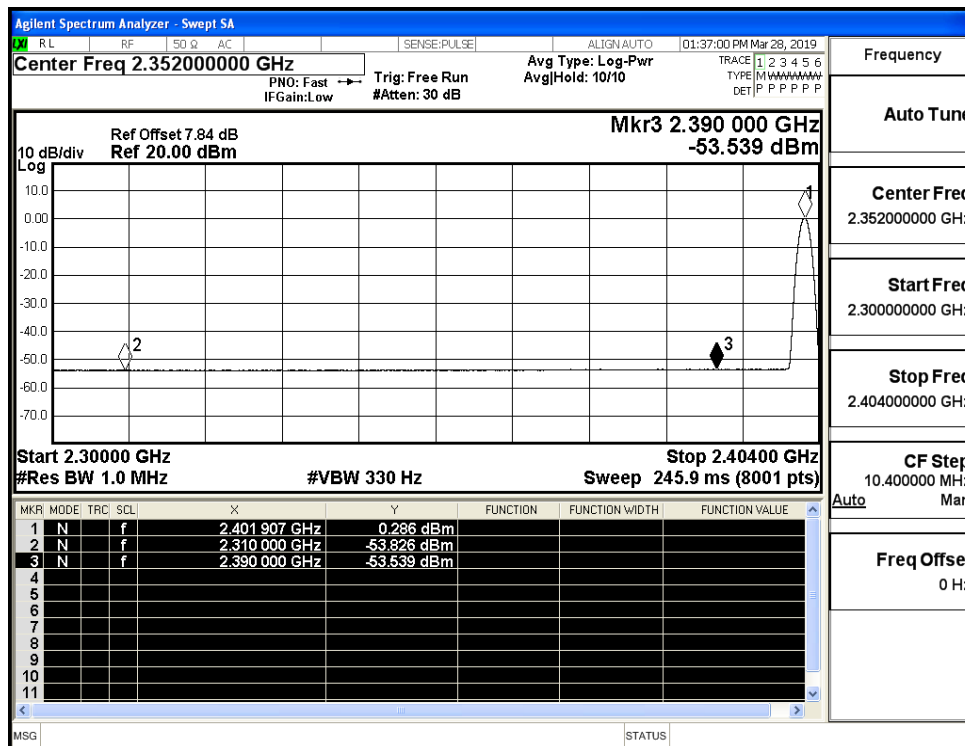 Agilent Spectrum Analyzer - Swept SA
LXI RL RF 50 Ω AC SENSE:PULSE ALIGN AUTO 01:37:00 PM Mar 28, 2019
Center Freq 2.352000000 GHz
PNO: Fast
IFGain:Low
Trig: Free Run
#Atten: 30 dB
Avg Type: Log-Pwr
Avg|Hold: 10/10
TRACE 1 2 3 4 5 6
TYPE M W W W W W
DET P P P P P P
Mkr3 2.390 000 GHz
-53.539 dBm
Ref Offset 7.84 dB
10 dB/div Ref 20.00 dBm
Log
10.0
0.00
-10.0
-20.0
-30.0
-40.0
-50.0
-60.0
-70.0
1
2
3
Start 2.30000 GHz Stop 2.40400 GHz
#Res BW 1.0 MHz #VBW 330 Hz Sweep 245.9 ms (8001 pts)
MKR MODE TRC SCL X Y FUNCTION FUNCTION WIDTH FUNCTION VALUE
1 N f 2.401 907 GHz 0.286 dBm
2 N f 2.310 000 GHz -53.826 dBm
3 N f 2.390 000 GHz -53.539 dBm
4
5
6
7
8
9
10
11
MSG STATUS
Frequency
Auto Tune
Center Freq
2.352000000 GHz
Start Freq
2.300000000 GHz
Stop Freq
2.404000000 GHz
CF Step
10.400000 MHz
Auto Man
Freq Offset
0 Hz